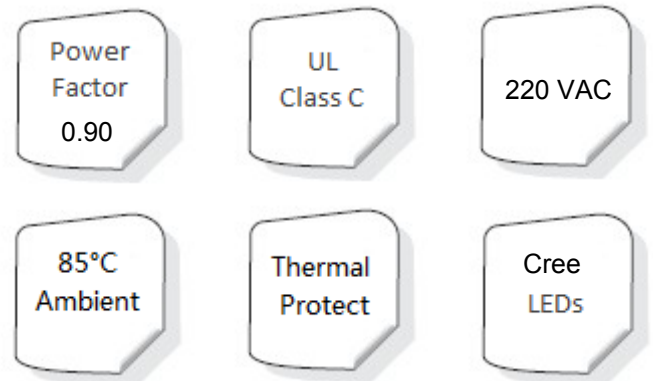 Power
Factor
0.90
UL
Class C
220 VAC
85°C
Ambient
Thermal
Protect
Cree
LEDs